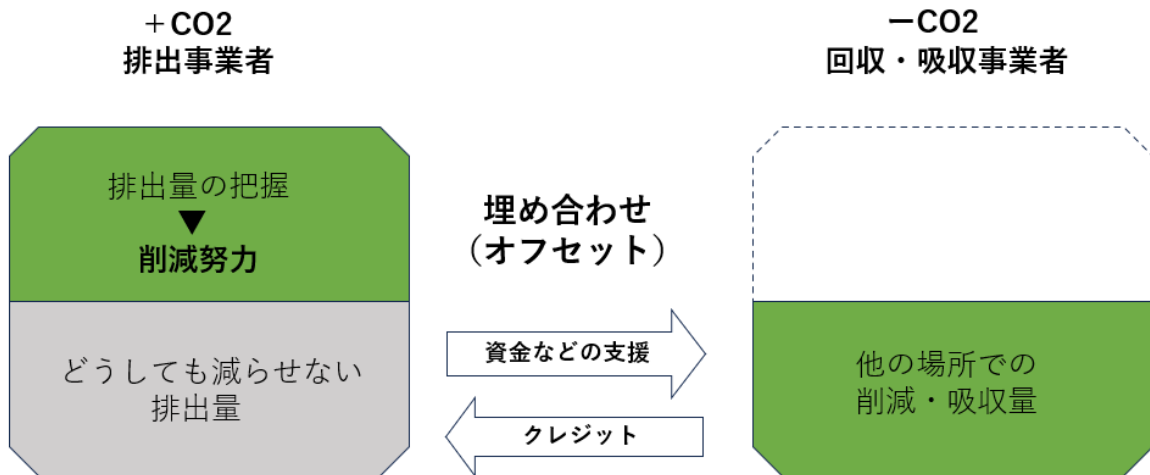 ＋CO2
排出事業者
ーCO2
回収・吸収事業者
排出量の把握
▼
削減努力
どうしても減らせない
排出量
埋め合わせ
（オフセット）
資金などの支援
クレジット
他の場所での
削減・吸収量